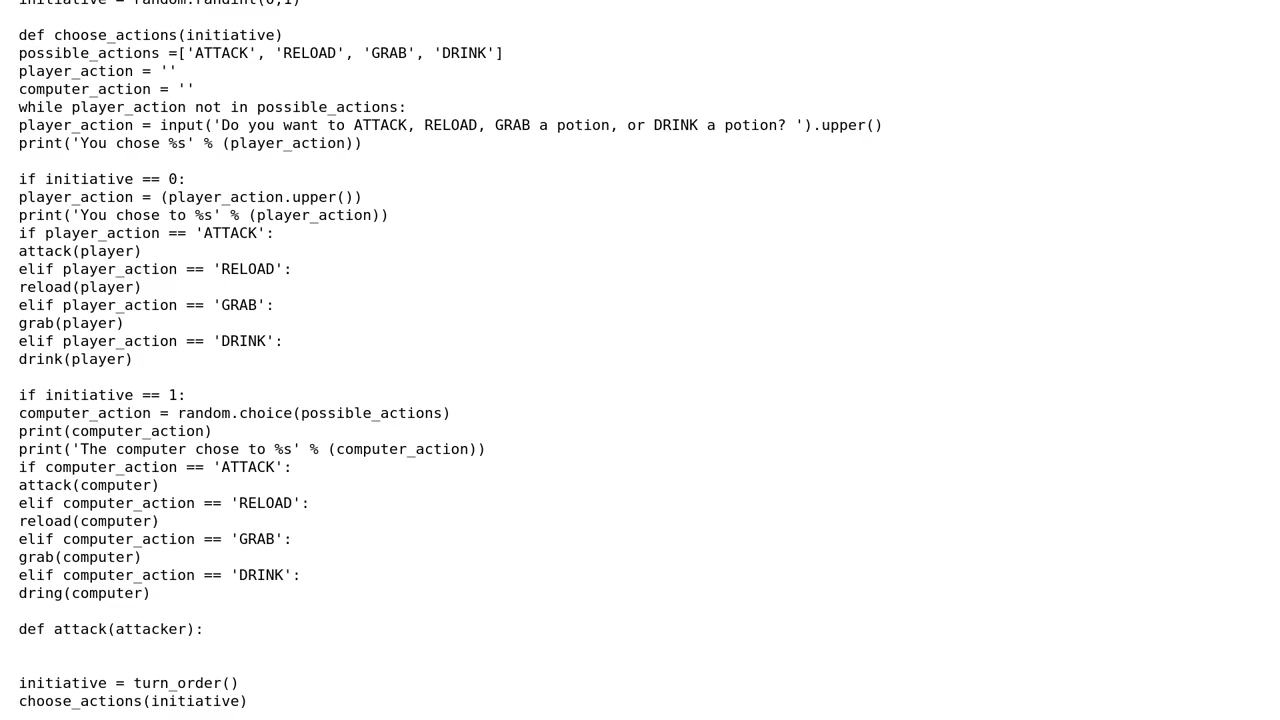 initiative = random.randint(0,1)
def choose_actions(initiative)
possible_actions =['ATTACK', 'RELOAD', 'GRAB', 'DRINK']
player_action = ''
computer_action = ''
while player_action not in possible_actions:
player_action = input('Do you want to ATTACK, RELOAD, GRAB a potion, or DRINK a potion? ').upper()
print('You chose %s' % (player_action))
if initiative == 0:
player_action = (player_action.upper())
print('You chose to %s' % (player_action))
if player_action == 'ATTACK':
attack(player)
elif player_action == 'RELOAD':
reload(player)
elif player_action == 'GRAB':
grab(player)
elif player_action == 'DRINK':
drink(player)
if initiative == 1:
computer_action = random.choice(possible_actions)
print(computer_action)
print('The computer chose to %s' % (computer_action))
if computer_action == 'ATTACK':
attack(computer)
elif computer_action == 'RELOAD':
reload(computer)
elif computer_action == 'GRAB':
grab(computer)
elif computer_action == 'DRINK':
dring(computer)
def attack(attacker):
initiative = turn_order()
choose_actions(initiative)